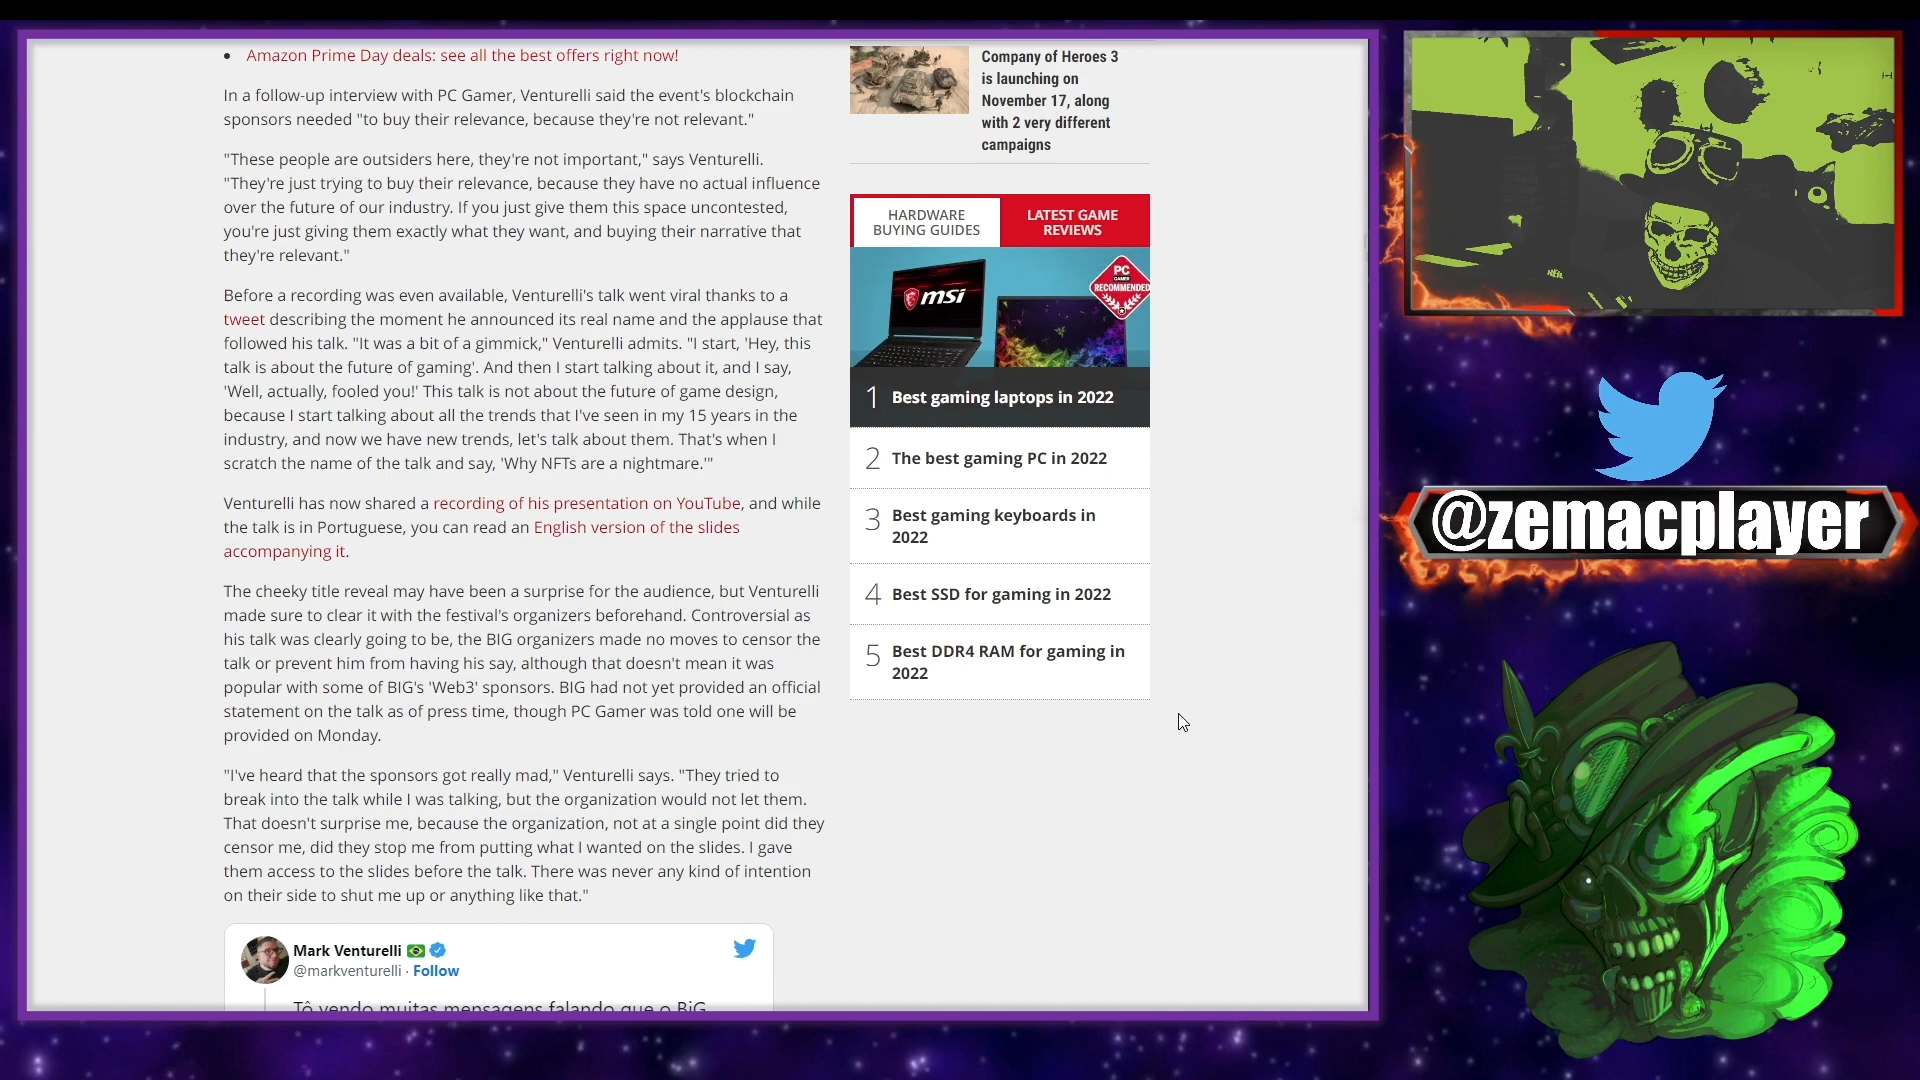 Amazon Prime Day deals: see all the best offers right now!
In a follow-up interview with PC Gamer, Venturelli said the event's blockchain
sponsors needed "to buy their relevance, because they're not relevant."
"These people are outsiders here, they're not important," says Venturelli.
"They're just trying to buy their relevance, because they have no actual influence
over the future of our industry. If you just give them this space uncontested,
you're just giving them exactly what they want, and buying their narrative that
they're relevant."
Before a recording was even available, Venturelli's talk went viral thanks to a
tweet describing the moment he announced its real name and the applause that
followed his talk. "It was a bit of a gimmick," Venturelli admits. "I start, 'Hey, this
talk is about the future of gaming'. And then I start talking about it, and I say,
'Well, actually, fooled you!' This talk is not about the future of game design,
because I start talking about all the trends that I've seen in my 15 years in the
industry, and now we have new trends, let's talk about them. That's when I
scratch the name of the talk and say, 'Why NFTs are a nightmare.'"
Venturelli has now shared a recording of his presentation on YouTube, and while
the talk is in Portuguese, you can read an English version of the slides
accompanying it.
The cheeky title reveal may have been a surprise for the audience, but Venturelli
made sure to clear it with the festival's organizers beforehand. Controversial as
his talk was clearly going to be, the BIG organizers made no moves to censor the
talk or prevent him from having his say, although that doesn't mean it was
popular with some of BIG's 'Web3' sponsors. BIG had not yet provided an official
statement on the talk as of press time, though PC Gamer was told one will be
provided on Monday.
"I've heard that the sponsors got really mad," Venturelli says. "They tried to
break into the talk while I was talking, but the organization would not let them.
That doesn't surprise me, because the organization, not at a single point did they
censor me, did they stop me from putting what I wanted on the slides. I gave
them access to the slides before the talk. There was never any kind of intention
on their side to shut me up or anything like that."
Mark Venturelli
@markventurelli · Follow
Tô vendo muitas mensagens falando que o BiG
Company of Heroes 3
is launching on
November 17, along
with 2 very different
campaigns
HARDWARE
BUYING GUIDES
LATEST GAME
REVIEWS
msi
PC
GAMER
RECOMMENDED
1 Best gaming laptops in 2022
2 The best gaming PC in 2022
3 Best gaming keyboards in
2022
4 Best SSD for gaming in 2022
5 Best DDR4 RAM for gaming in
2022
@zemacplayer